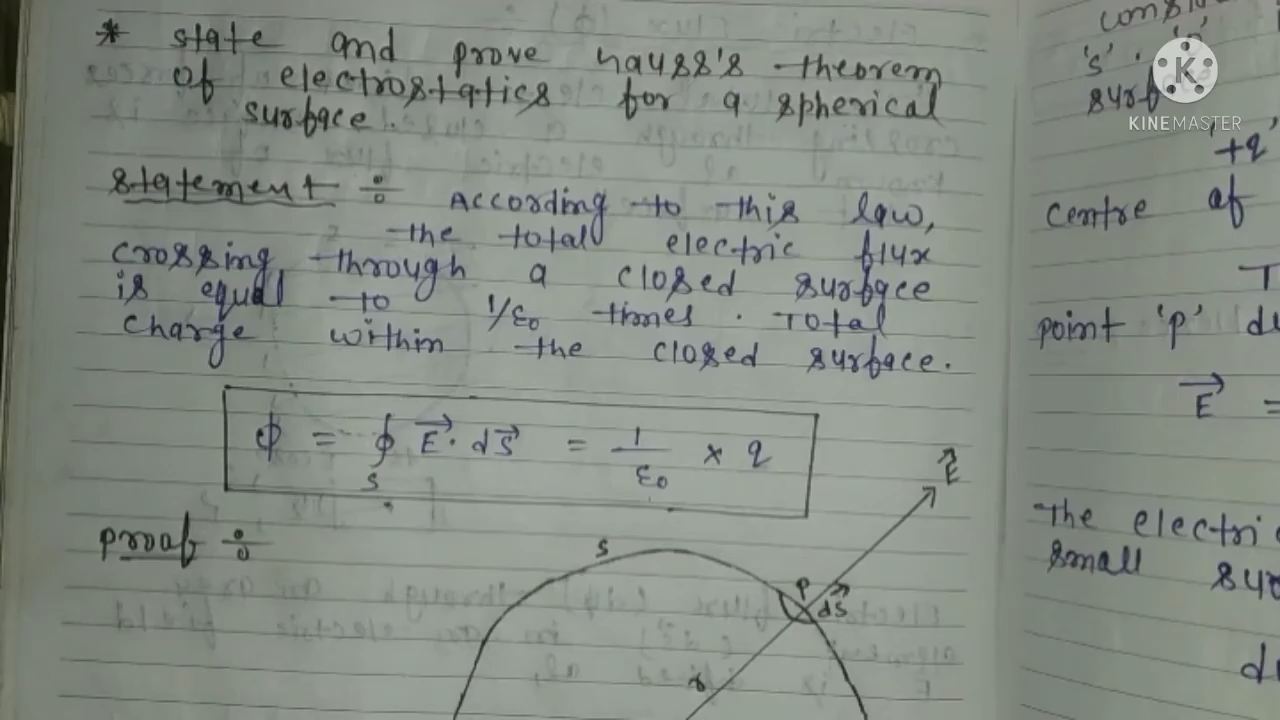 * state and prove Gauss's theorem
of electrostatics for a spherical
surface.
statement ÷ According to this law,
the total electric flux
crossing through a closed surface
is equal to 1/ε0 times. Total
charge within the closed surface.
ϕ = ∮ E⃗. dS⃗ = 1/ε0 × q
S
proof ÷
S
E⃗
P
dS⃗
r
's'.
K
KINEMASTER
'+q'
centre of
point 'p'
E⃗ =
The
small